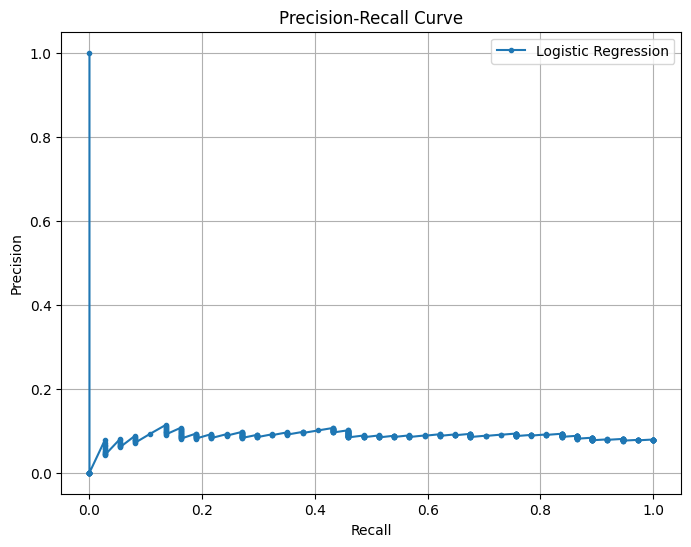 Precision-Recall Curve
Logistic Regression
Precision
1.0
0.8
0.6
0.4
0.2
0.0
0.0 0.2 0.4 0.6 0.8 1.0
Recall